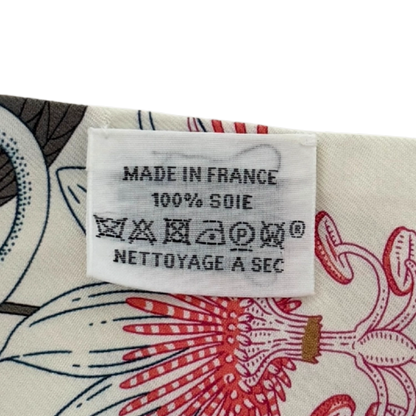 MADE IN FRANCE
100% SOIE
P ®
NETTOYAGE A SEC